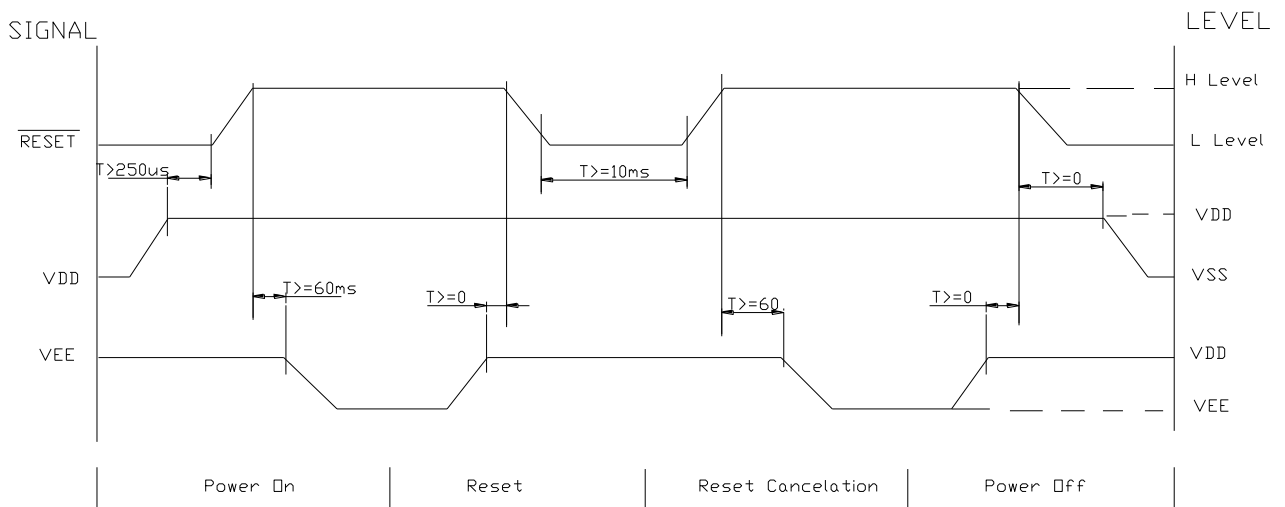 SIGNAL
LEVEL
H Level
RESET
L Level
T>250us
T>=10ms
T>=0
VDD
VDD
VSS
T>=60ms
T>=0
T>=60
T>=0
VEE
VDD
VEE
Power On
Reset
Reset Cancelation
Power Off